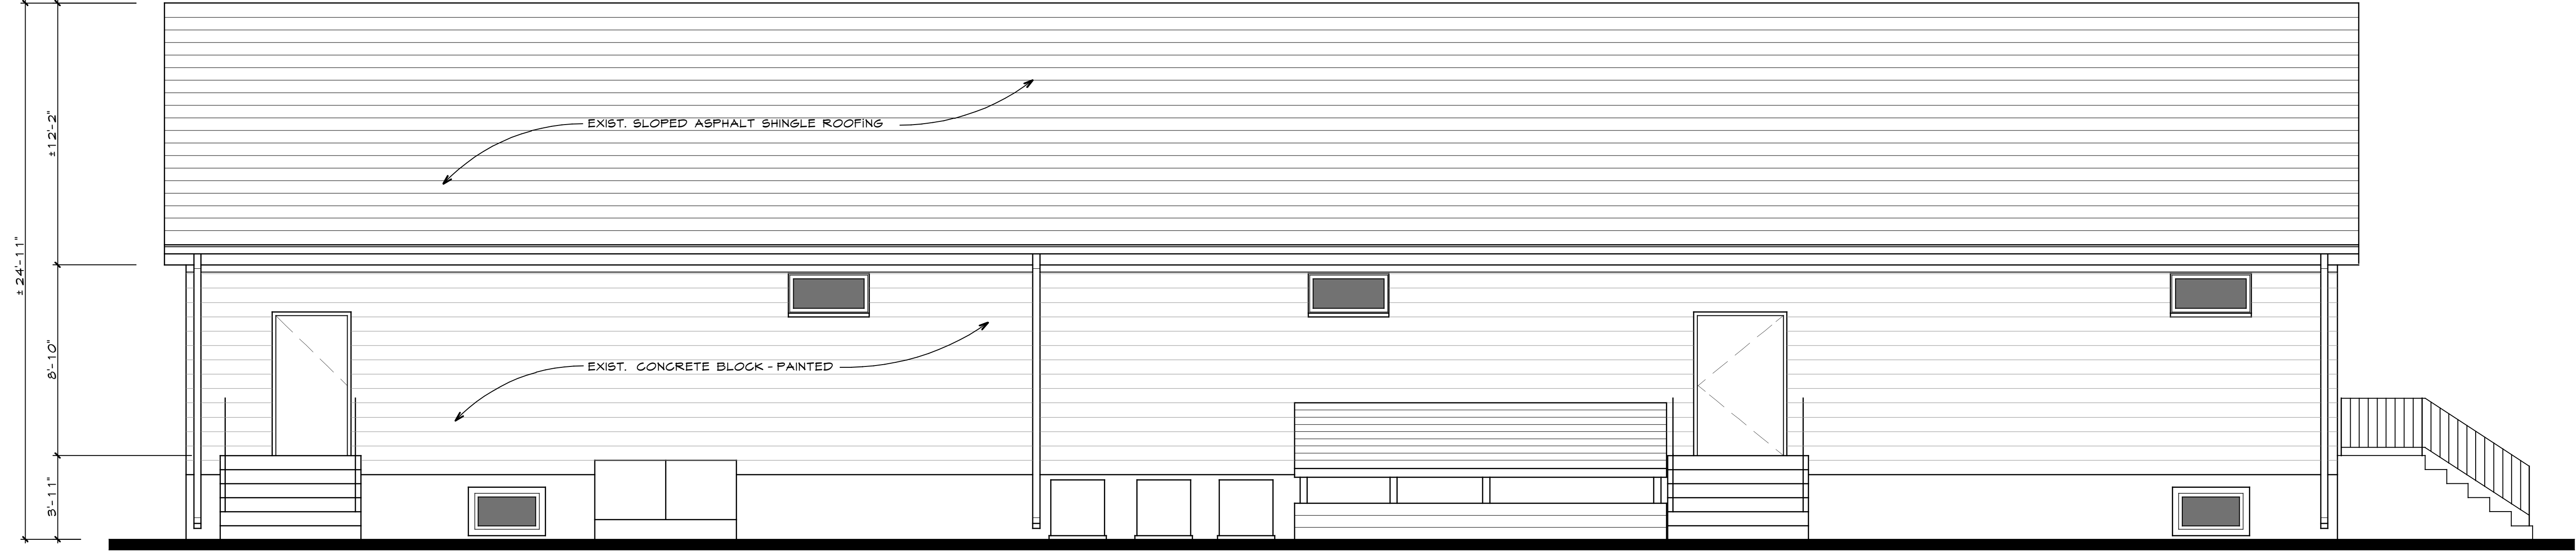 ±12'-2"
EXIST. SLOPED ASPHALT SHINGLE ROOFING
±24'-11"
8'-10"
EXIST. CONCRETE BLOCK - PAINTED
3'-11"